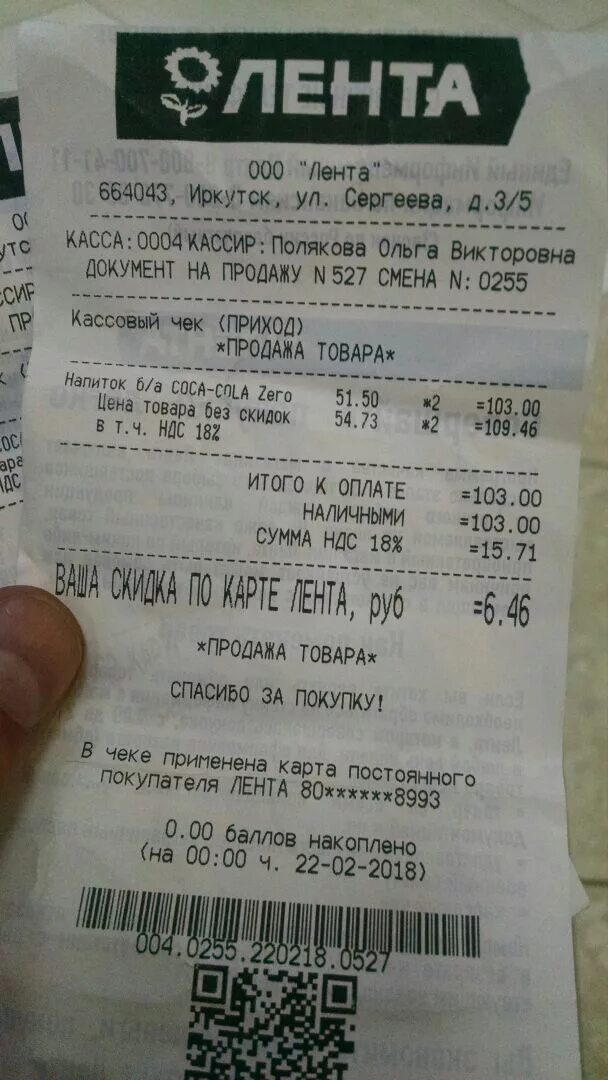 ЛЕНТА
ООО "Лента"
664043, Иркутск, ул. Сергеева, д.3/5
КАССА:0004 КАССИР:Полякова Ольга Викторовна
ДОКУМЕНТ НА ПРОДАЖУ N 527 СМЕНА N: 0255
Кассовый чек (ПРИХОД)
*ПРОДАЖА ТОВАРА*
Напиток б/а COCA-COLA Zero 51.50 *2 =103.00
Цена товара без скидок 54.73 *2 =109.46
в т.ч. НДС 18%
ИТОГО К ОПЛАТЕ =103.00
НАЛИЧНЫМИ =103.00
СУММА НДС 18% =15.71
ВАША СКИДКА ПО КАРТЕ ЛЕНТА, руб =6.46
*ПРОДАЖА ТОВАРА*
СПАСИБО ЗА ПОКУПКУ!
В чеке применена карта постоянного
покупателя ЛЕНТА 80******8993
0.00 баллов накоплено
(на 00:00 ч. 22-02-2018)
004.0255.220218.0527